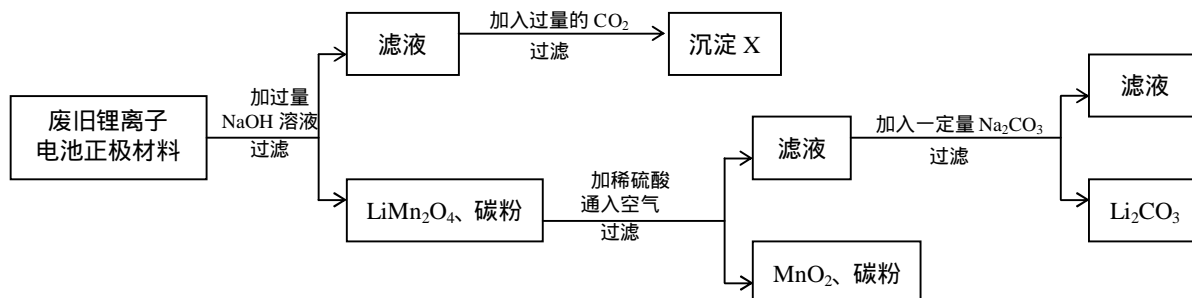 滤液
加入过量的 CO₂
过滤
沉淀 X
废旧锂离子
电池正极材料
加过量
NaOH 溶液
过滤
LiMn₂O₄、碳粉
加稀硫酸
通入空气
过滤
滤液
加入一定量 Na₂CO₃
过滤
滤液
Li₂CO₃
MnO₂、碳粉